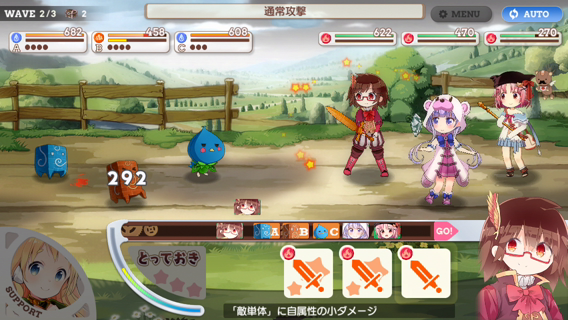 WAVE 2/3 2
通常攻撃
MENU
AUTO
682
A
458
B
608
C
622
470
270
292
A B C GO!
とっておき
SUPPORT
「敵単体」に自属性の小ダメージ